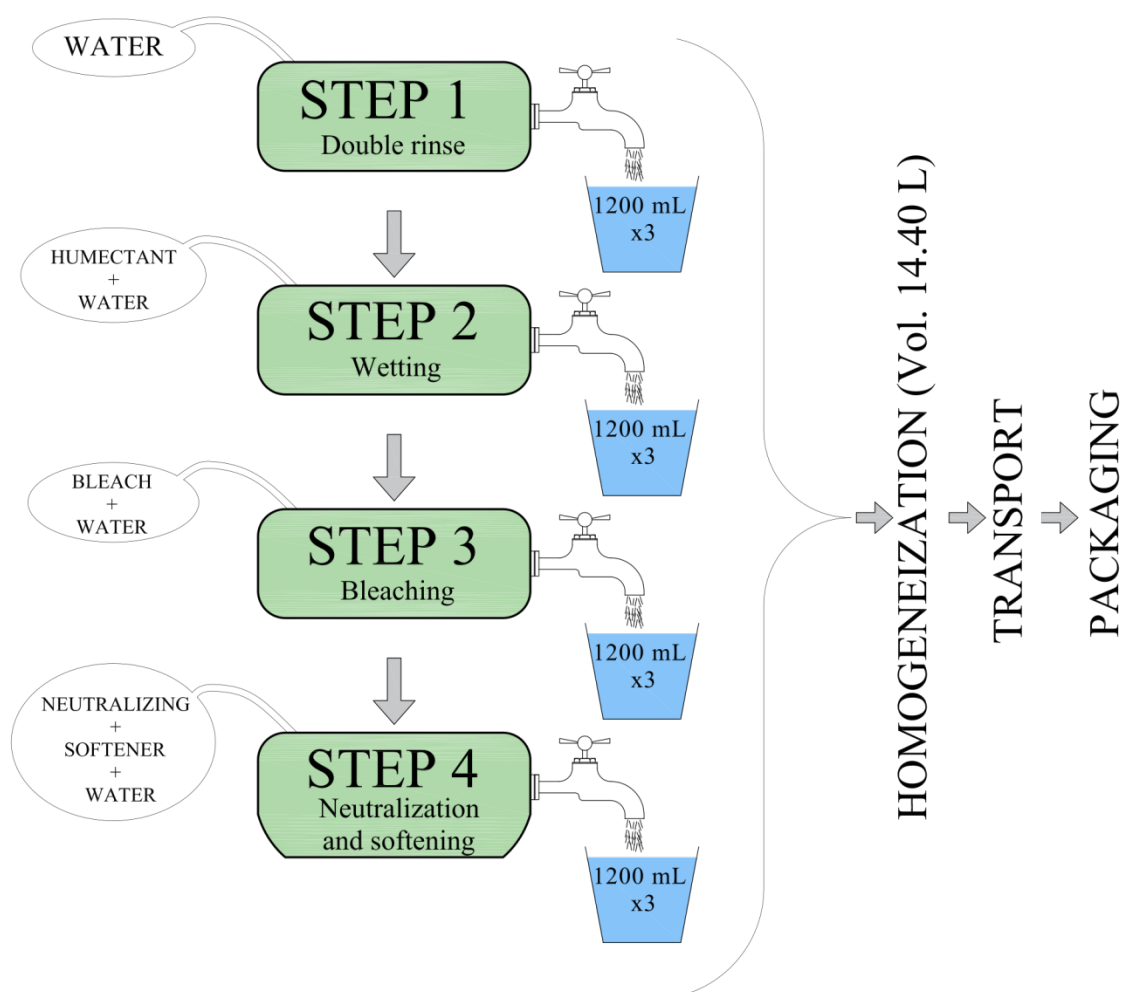 WATER
STEP 1
Double rinse
1200 mL
x3
HUMECTANT
+
WATER
STEP 2
Wetting
1200 mL
x3
BLEACH
+
WATER
STEP 3
Bleaching
1200 mL
x3
NEUTRALIZING
+
SOFTENER
+
WATER
STEP 4
Neutralization
and softening
1200 mL
x3
HOMOGENEIZATION (Vol. 14.40 L)
TRANSPORT
PACKAGING